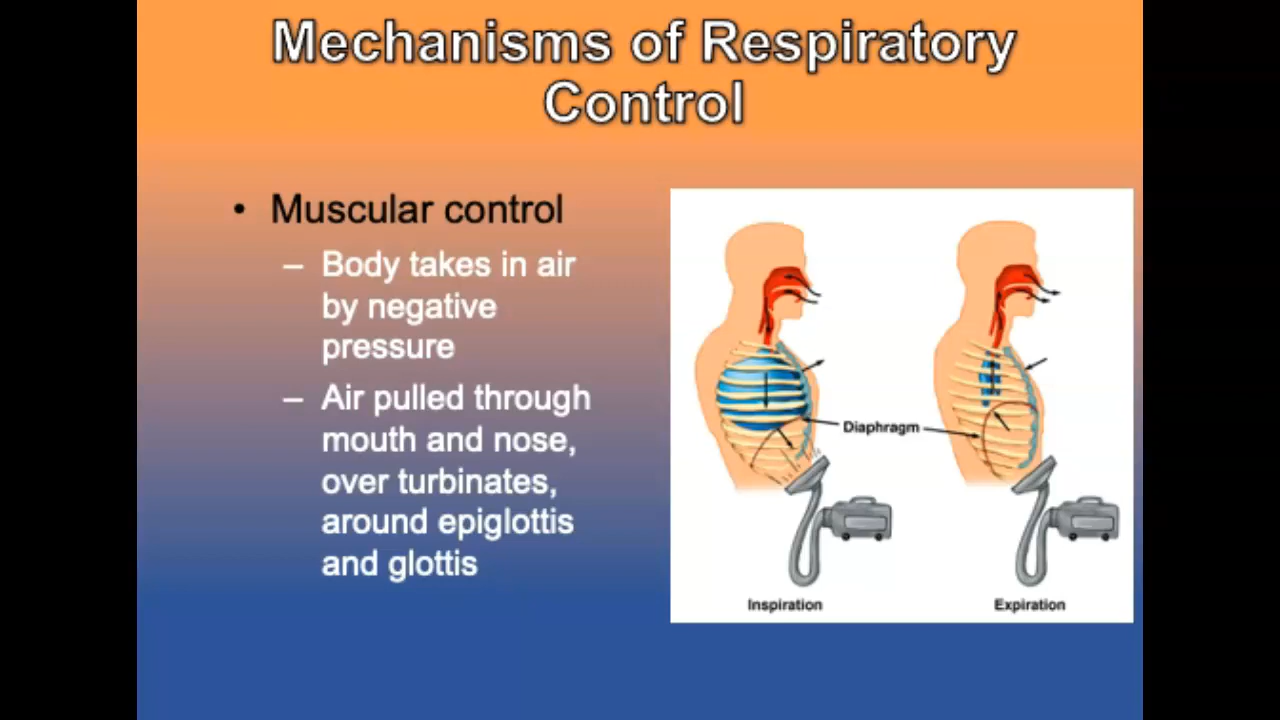 Mechanisms of Respiratory
Control
• Muscular control
– Body takes in air
by negative
pressure
– Air pulled through
mouth and nose,
over turbinates,
around epiglottis
and glottis
Diaphragm
Inspiration
Expiration